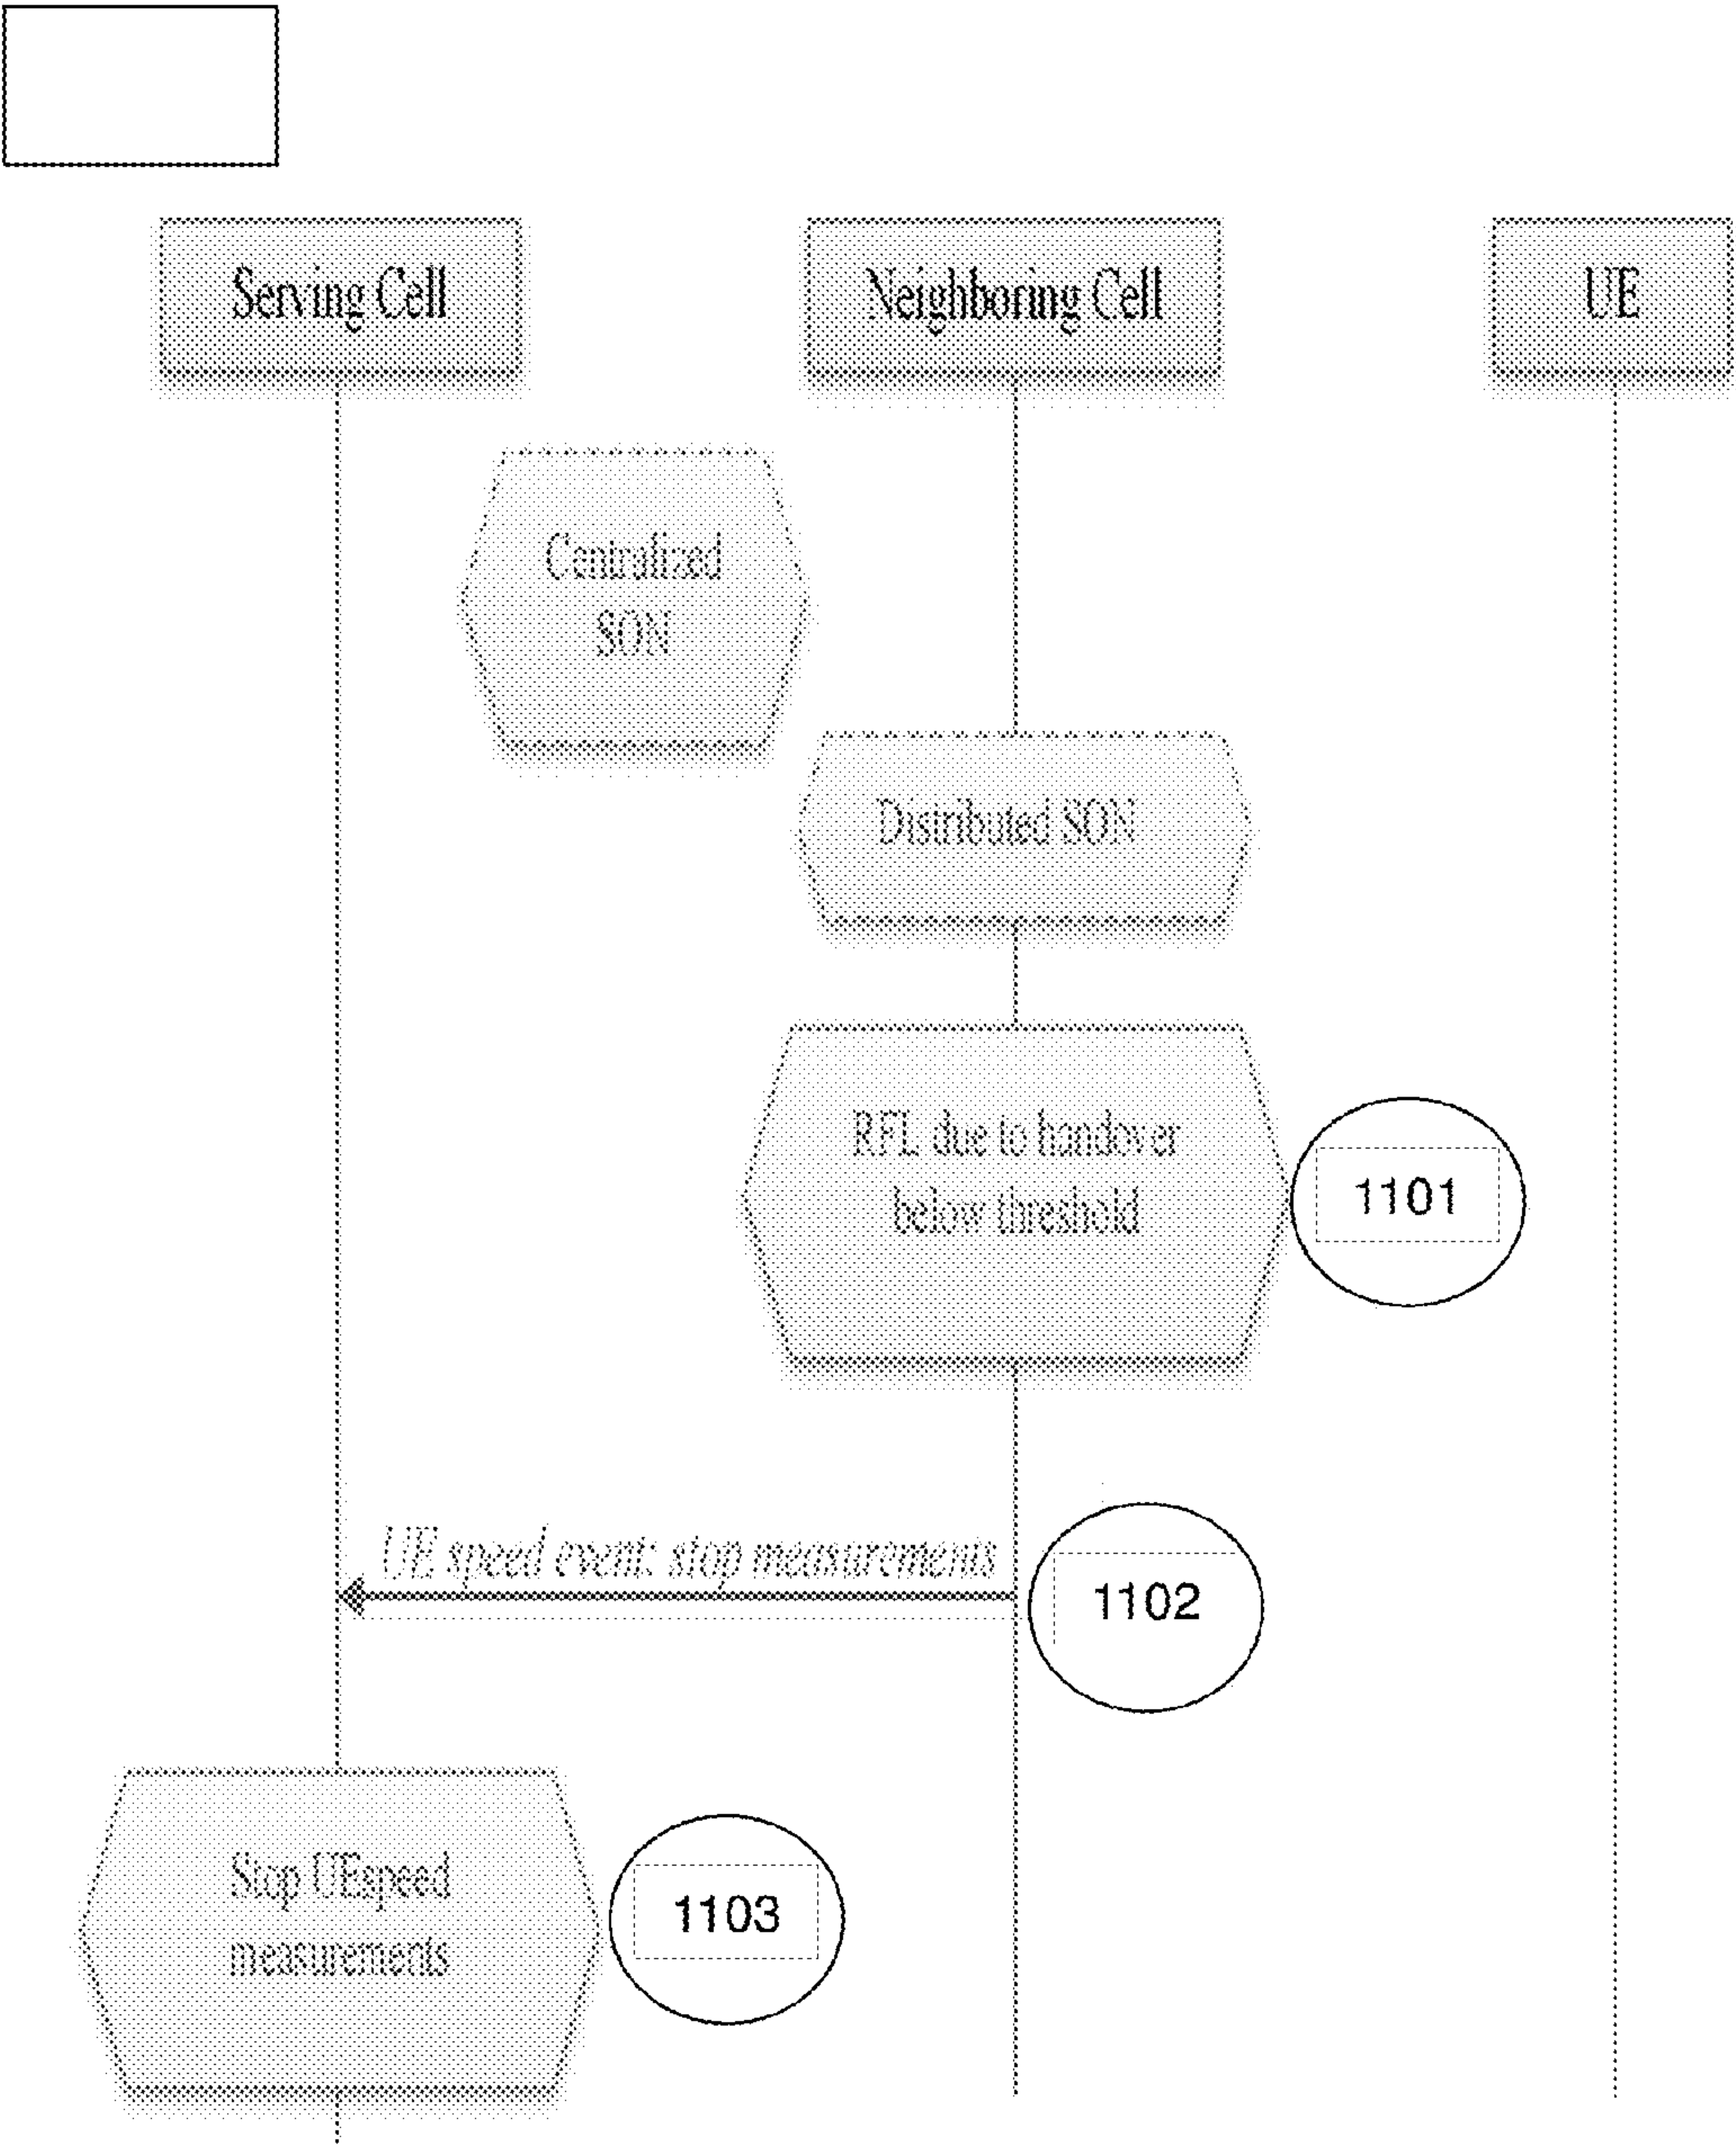 Serving Cell
Neighboring Cell
UE
Centralized
SON
Distributed SON
RFL due to handover
below threshold
1101
UE speed event: stop measurements
1102
Stop UEspeed
measurements
1103